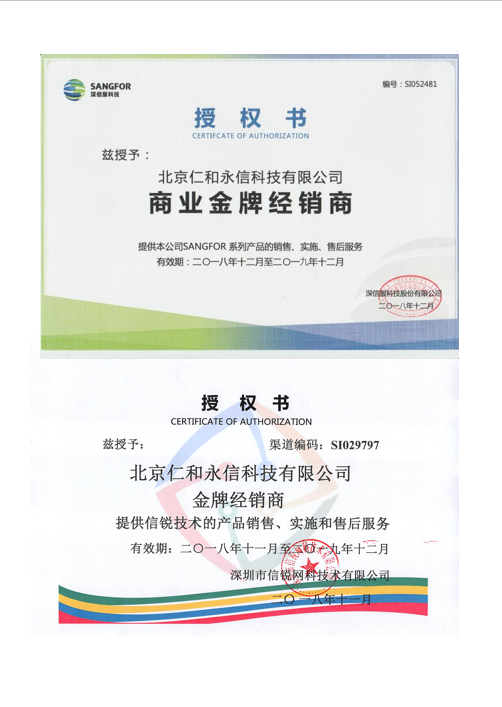 SANGFOR
深信服科技
编号：SI052481
授 权 书
CERTIFCATE OF AUTHORIZATION
兹授予：
北京仁和永信科技有限公司
商业金牌经销商
提供本公司SANGFOR 系列产品的销售、实施、售后服务
有效期：二〇一八年十二月至二〇一九年十二月
深信服科技股份有限公司
二〇一八年十二月
授 权 书
CERTIFICATE OF AUTHORIZATION
兹授予：
渠道编码：SI029797
北京仁和永信科技有限公司
金牌经销商
提供信锐技术的产品销售、实施和售后服务
有效期：二〇一八年十一月至二〇一九年十二月
深圳市信锐网科技术有限公司
二〇一八年十一月